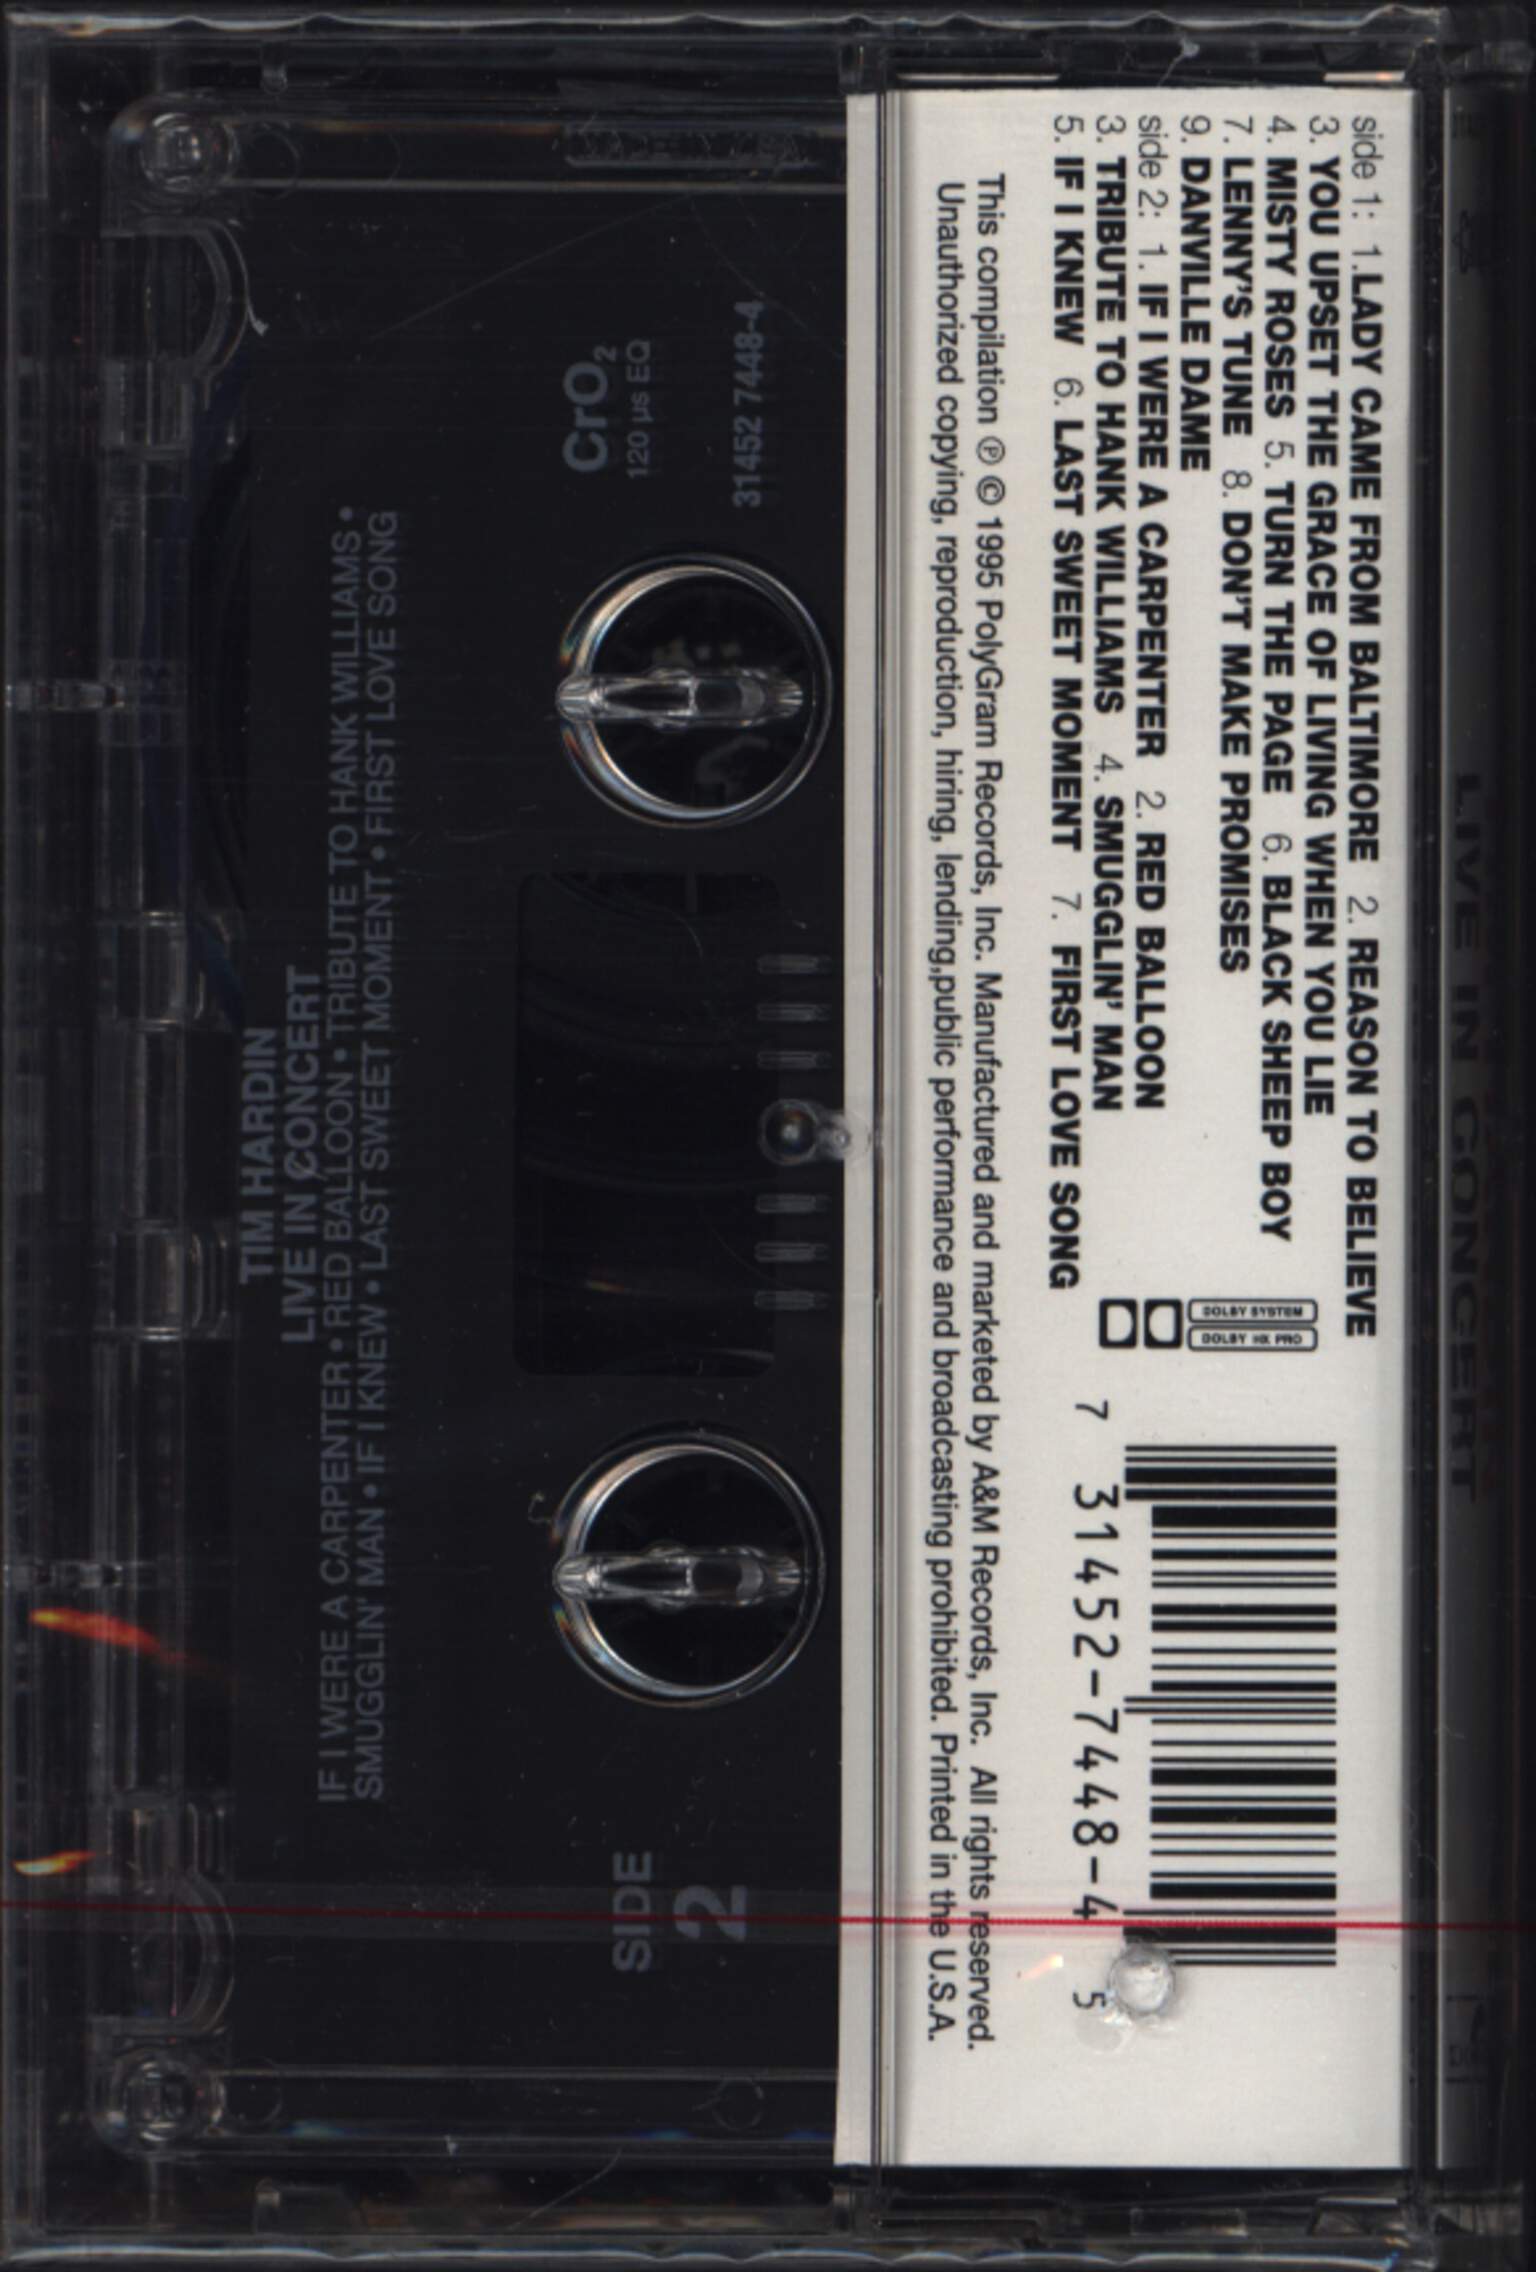 side 1: 1.LADY CAME FROM BALTIMORE 2. REASON TO BELIEVE
3. YOU UPSET THE GRACE OF LIVING WHEN YOU LIE
4. MISTY ROSES 5. TURN THE PAGE 6. BLACK SHEEP BOY
7. LENNY'S TUNE 8. DON'T MAKE PROMISES
9. DANVILLE DAME
side 2: 1. IF I WERE A CARPENTER 2. RED BALLOON
3. TRIBUTE TO HANK WILLIAMS 4. SMUGGLIN' MAN
5. IF I KNEW 6. LAST SWEET MOMENT 7. FIRST LOVE SONG
DOLBY SYSTEM
DOLBY HX PRO
7 31452-7448-4 5
This compilation ℗ © 1995 PolyGram Records, Inc. Manufactured and marketed by A&M Records, Inc. All rights reserved.
Unauthorized copying, reproduction, hiring, lending,public performance and broadcasting prohibited. Printed in the U.S.A.
LIVE IN CONCERT
31452 7448-4
CrO2
120 µs EQ
SIDE
2
SMUGGLIN' MAN • IF I KNEW • LAST SWEET MOMENT • FIRST LOVE SONG
IF I WERE A CARPENTER • RED BALLOON • TRIBUTE TO HANK WILLIAMS •
LIVE IN CONCERT
TIM HARDIN